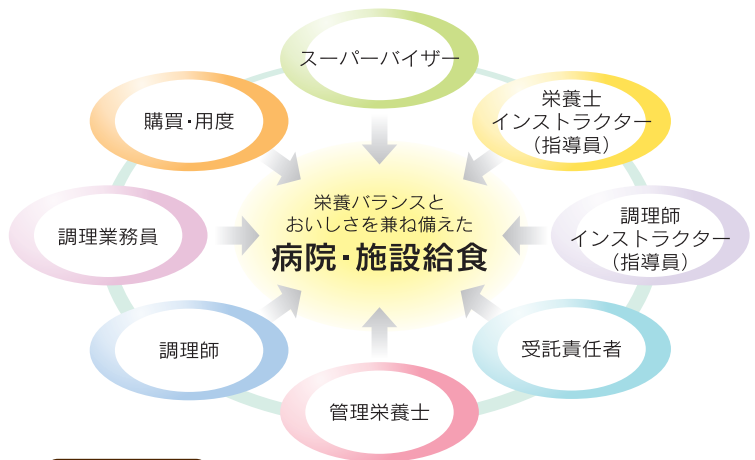 スーパーバイザー
栄養士
インストラクター
（指導員）
調理師
インストラクター
（指導員）
受託責任者
管理栄養士
調理師
調理業務員
購買・用度
栄養バランスと
おいしさを兼ね備えた
病院・施設給食